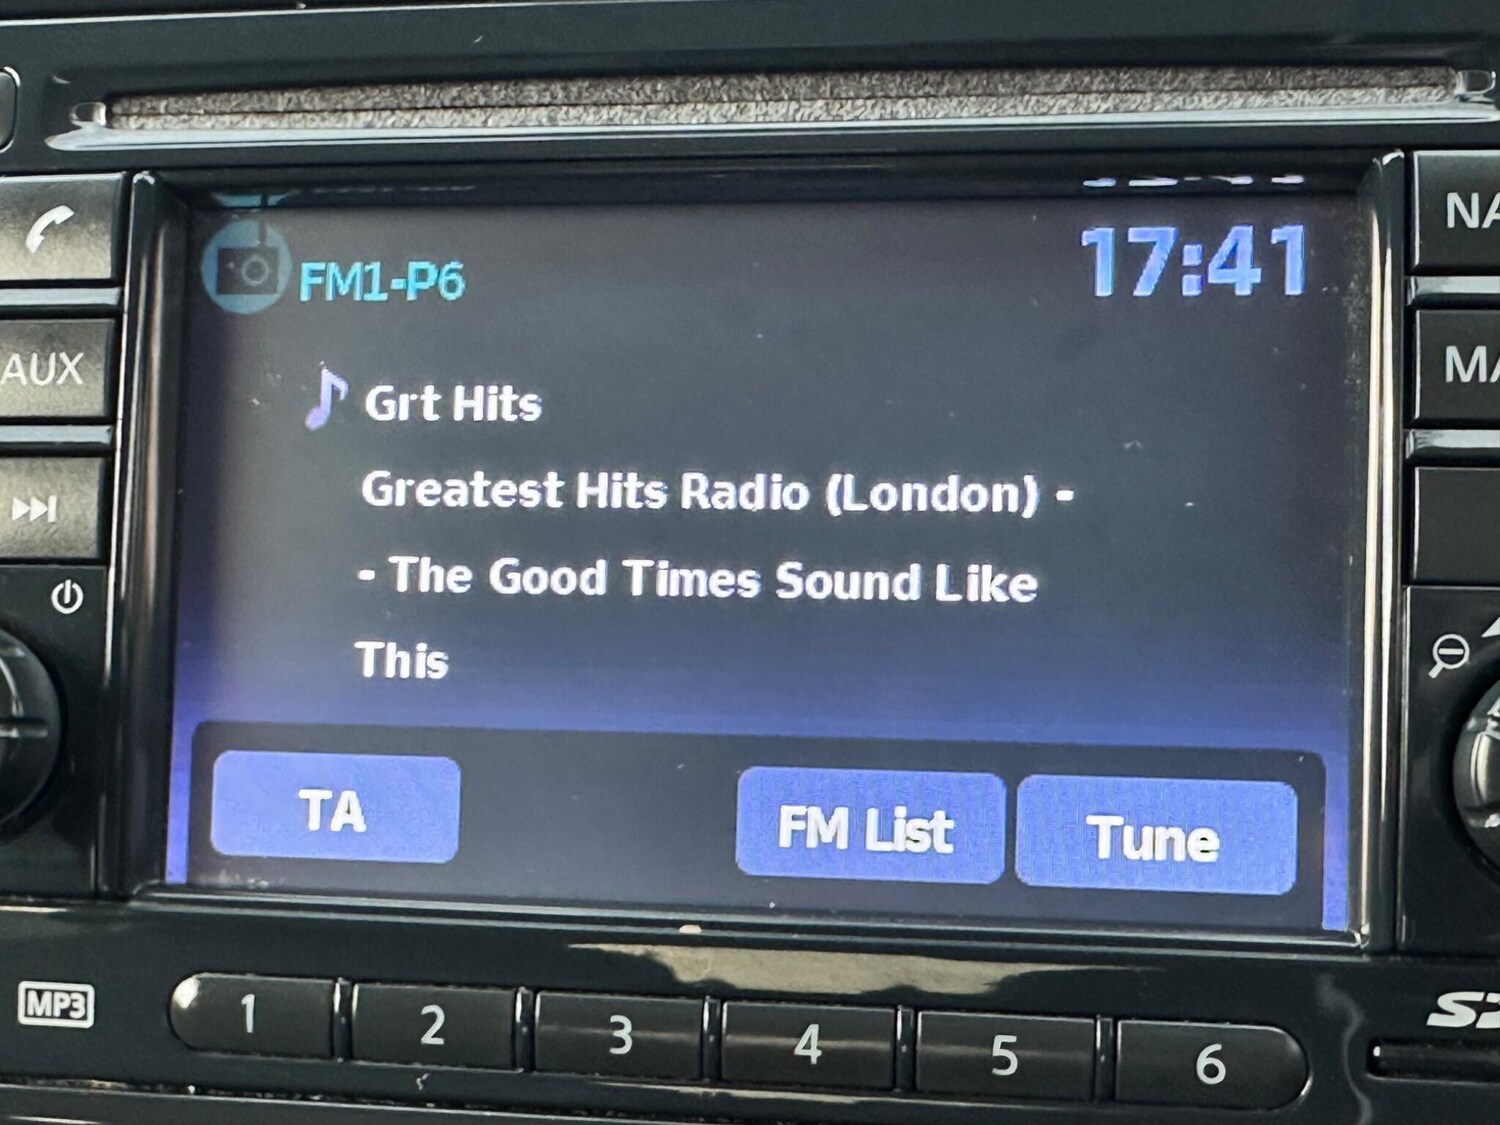 FM1-P6
17:41
Grt Hits
Greatest Hits Radio (London) -
- The Good Times Sound Like
This
TA
FM List
Tune
AUX
MP3
1
2
3
4
5
6